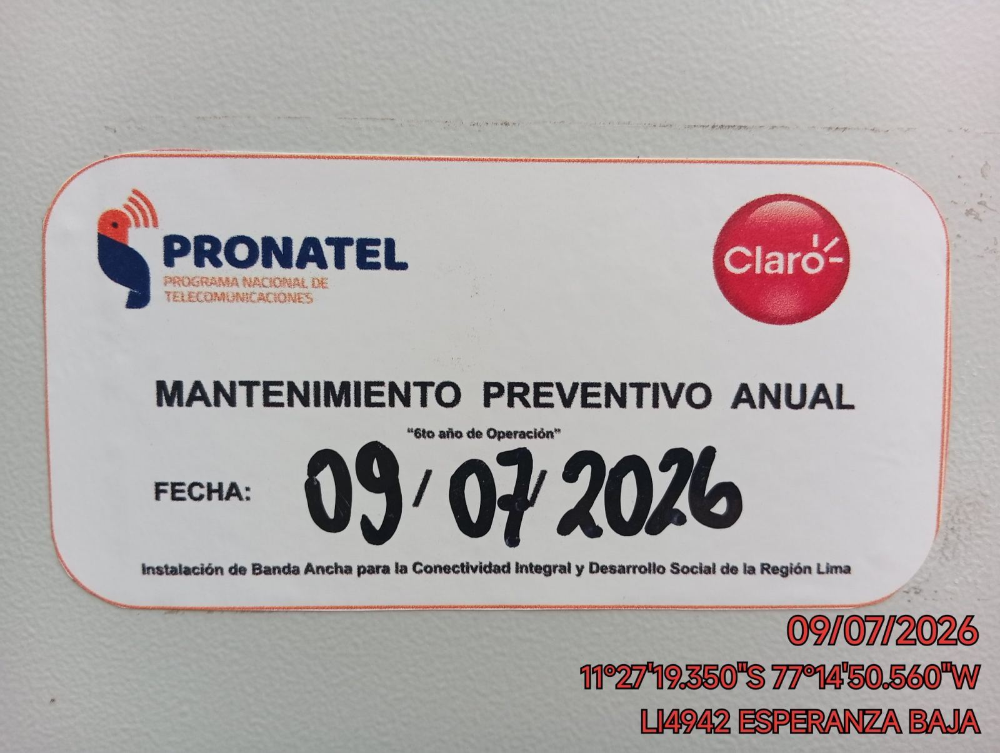 PRONATEL
PROGRAMA NACIONAL DE
TELECOMUNICACIONES
Claro
MANTENIMIENTO PREVENTIVO ANUAL
"6to año de Operación"
FECHA: 09/07/2026
Instalación de Banda Ancha para la Conectividad Integral y Desarrollo Social de la Región Lima
09/07/2026
11°27'19.350"S 77°14'50.560"W
LI4942 ESPERANZA BAJA